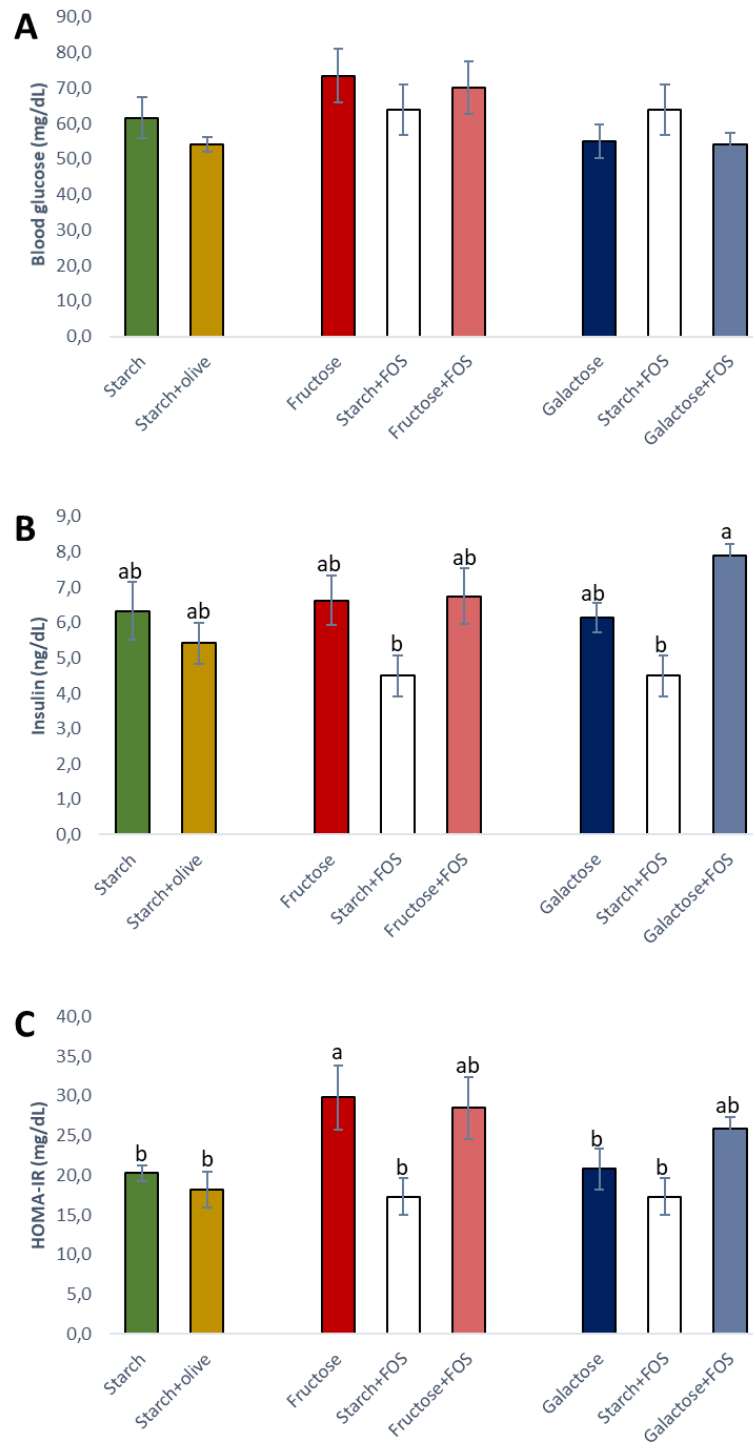 A
Blood glucose (mg/dL)
90,0
80,0
70,0
60,0
50,0
40,0
30,0
20,0
10,0
0,0
Starch
Starch+olive
Fructose
Starch+FOS
Fructose+FOS
Galactose
Starch+FOS
Galactose+FOS
B
Insulin (ng/dL)
9,0
8,0
7,0
6,0
5,0
4,0
3,0
2,0
1,0
0,0
ab
ab
ab
b
ab
ab
b
a
Starch
Starch+olive
Fructose
Starch+FOS
Fructose+FOS
Galactose
Starch+FOS
Galactose+FOS
C
HOMA-IR (mg/dL)
40,0
35,0
30,0
25,0
20,0
15,0
10,0
5,0
0,0
b
b
a
b
ab
b
b
ab
Starch
Starch+olive
Fructose
Starch+FOS
Fructose+FOS
Galactose
Starch+FOS
Galactose+FOS